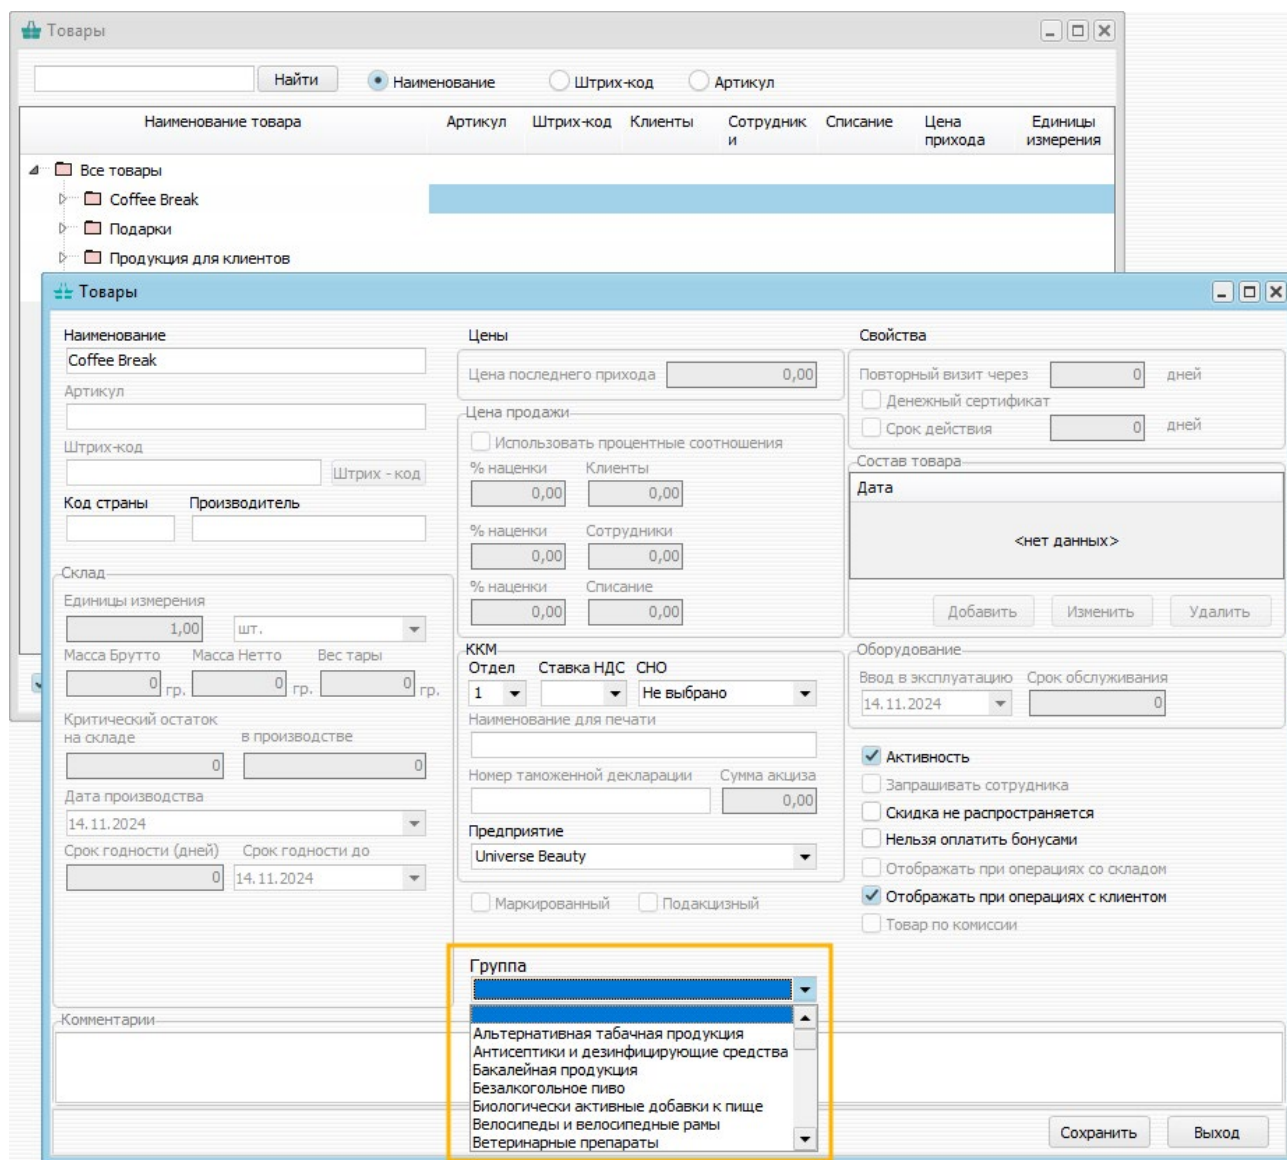 Товары
Найти
Наименование
Штрих-код
Артикул
Наименование товара
Артикул
Штрих-код
Клиенты
Сотрудник
и
Списание
Цена
прихода
Единицы
измерения
Все товары
Coffee Break
Подарки
Продукция для клиентов
Товары
Наименование
Coffee Break
Артикул
Штрих-код
Штрих - код
Код страны Производитель
Склад
Единицы измерения
1,00 шт.
Масса Брутто Масса Нетто Вес тары
0 гр. 0 гр. 0 гр.
Критический остаток
на складе в производстве
0 0
Дата производства
14.11.2024
Срок годности (дней) Срок годности до
0 14.11.2024
Цены
Цена последнего прихода 0,00
Цена продажи
Использовать процентные соотношения
% наценки Клиенты
0,00 0,00
% наценки Сотрудники
0,00 0,00
% наценки Списание
0,00 0,00
ККМ
Отдел Ставка НДС СНО
1 Не выбрано
Наименование для печати
Номер таможенной декларации Сумма акциза
0,00
Предприятие
Universe Beauty
Маркированный Подакцизный
Свойства
Повторный визит через 0 дней
Денежный сертификат
Срок действия 0 дней
Состав товара
Дата
<нет данных>
Добавить Изменить Удалить
Оборудование
Ввод в эксплуатацию Срок обслуживания
14.11.2024 0
Активность
Запрашивать сотрудника
Скидка не распространяется
Нельзя оплатить бонусами
Отображать при операциях со складом
Отображать при операциях с клиентом
Товар по комиссии
Группа
Альтернативная табачная продукция
Антисептики и дезинфицирующие средства
Бакалейная продукция
Безалкогольное пиво
Биологически активные добавки к пище
Велосипеды и велосипедные рамы
Ветеринарные препараты
Комментарии
Сохранить Выход